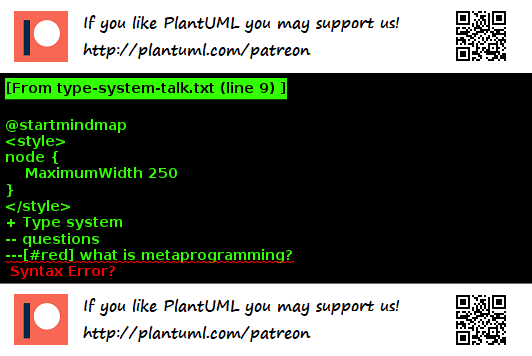 If you like PlantUML you may support us!
http://plantuml.com/patreon
[From type-system-talk.txt (line 9) ]
@startmindmap
<style>
node {
    MaximumWidth 250
}
</style>
+ Type system
-- questions
---[#red] what is metaprogramming?
 Syntax Error?
If you like PlantUML you may support us!
http://plantuml.com/patreon